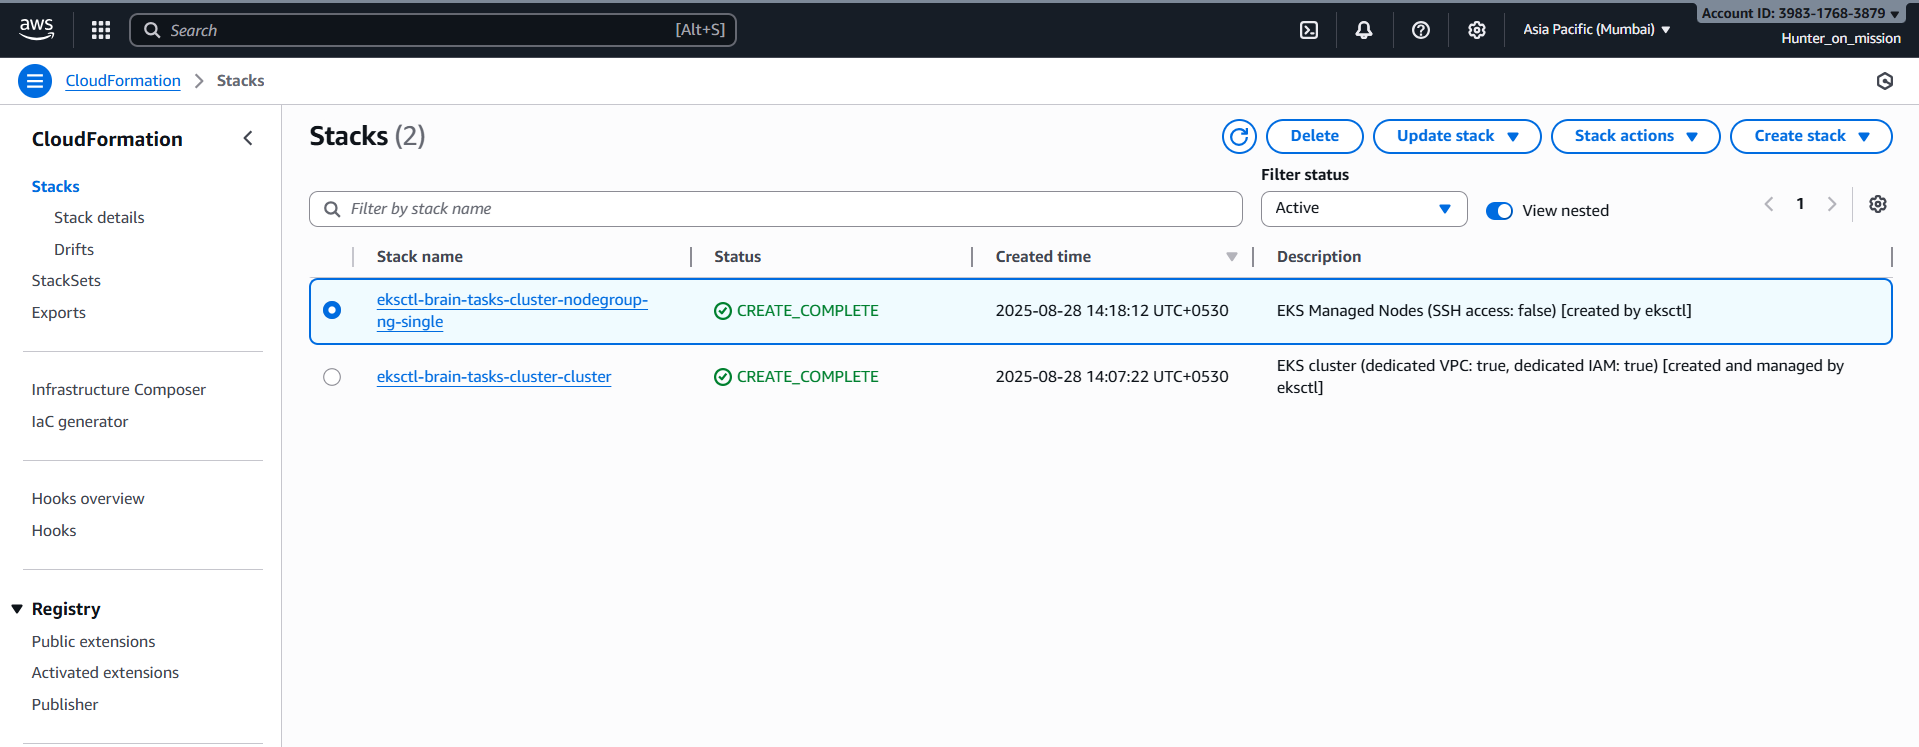 aws
Search
[Alt+S]
Asia Pacific (Mumbai)
Account ID: 3983-1768-3879
Hunter_on_mission
CloudFormation
Stacks
CloudFormation
Stacks
Stack details
Drifts
StackSets
Exports
Infrastructure Composer
IaC generator
Hooks overview
Hooks
Registry
Public extensions
Activated extensions
Publisher
Stacks (2)
Delete
Update stack
Stack actions
Create stack
Filter by stack name
Filter status
Active
View nested
1
Stack name
Status
Created time
Description
eksctl-brain-tasks-cluster-nodegroup-
ng-single
CREATE_COMPLETE
2025-08-28 14:18:12 UTC+0530
EKS Managed Nodes (SSH access: false) [created by eksctl]
eksctl-brain-tasks-cluster-cluster
CREATE_COMPLETE
2025-08-28 14:07:22 UTC+0530
EKS cluster (dedicated VPC: true, dedicated IAM: true) [created and managed by
eksctl]